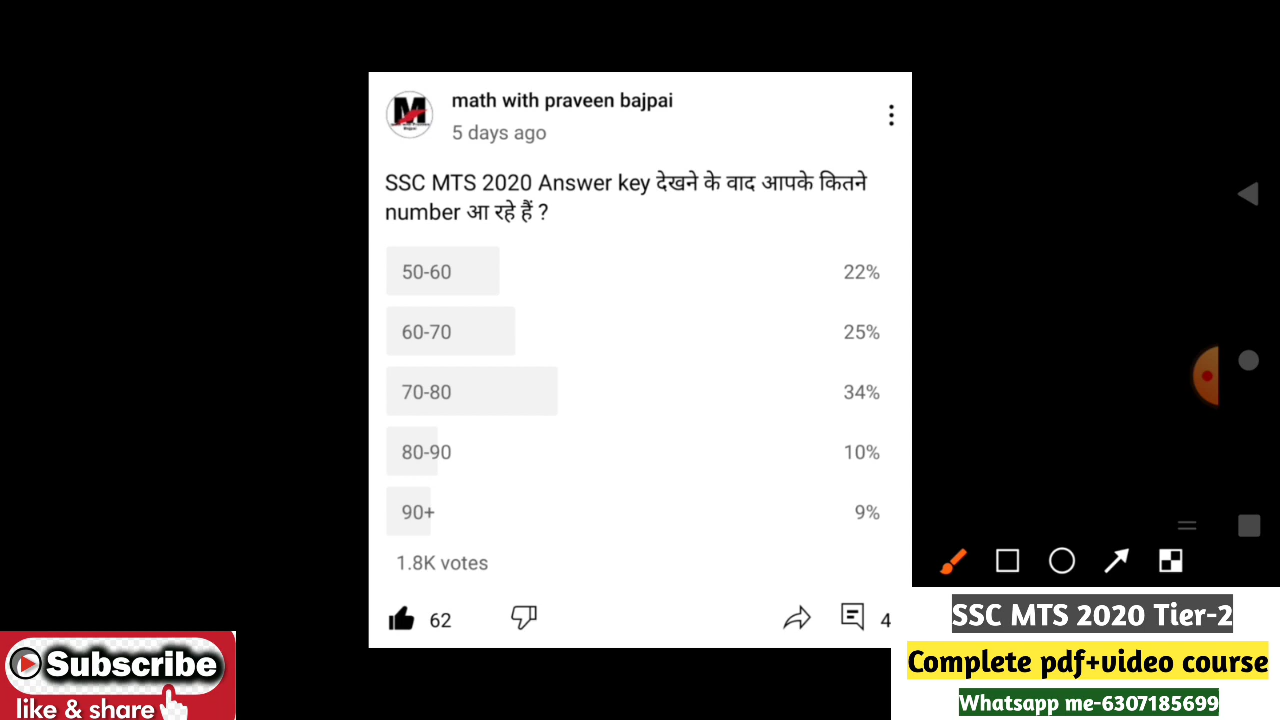 math with praveen bajpai
5 days ago
SSC MTS 2020 Answer key देखने के वाद आपके कितने
number आ रहे हैं ?
50-60 22%
60-70 25%
70-80 34%
80-90 10%
90+ 9%
1.8K votes
62 4
SSC MTS 2020 Tier-2
Complete pdf+video course
Whatsapp me-6307185699
Subscribe
like & share